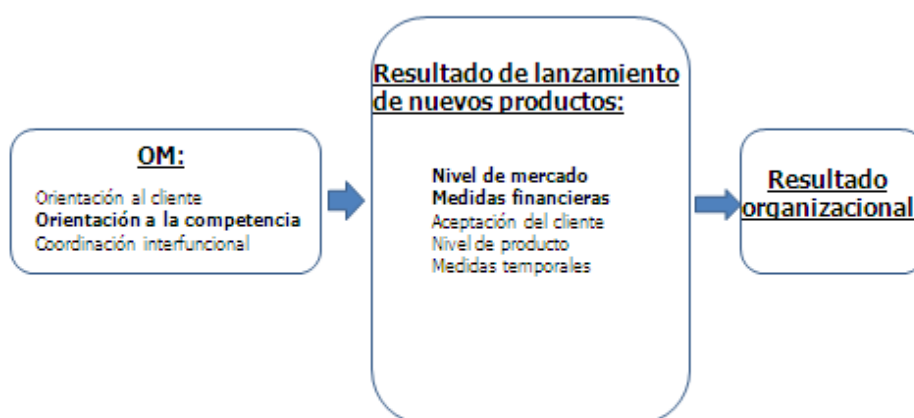 OM:
Orientación al cliente
Orientación a la competencia
Coordinación interfuncional
Resultado de lanzamiento
de nuevos productos:
Nivel de mercado
Medidas financieras
Aceptación del cliente
Nivel de producto
Medidas temporales
Resultado
organizacional